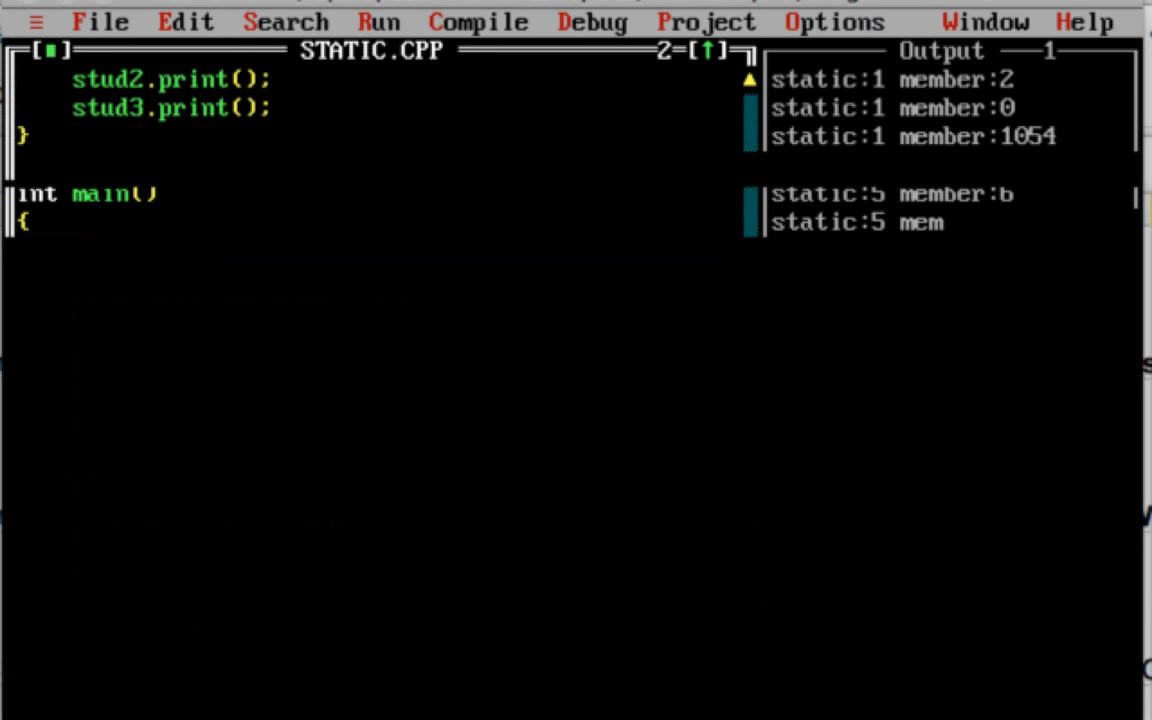 ≡ File Edit Search Run Compile Debug Project Options Window Help
[■] STATIC.CPP 2=[↑]
stud2.print();
stud3.print();
}
int main()
{
Output 1
static:1 member:2
static:1 member:0
static:1 member:1054
static:5 member:6
static:5 mem